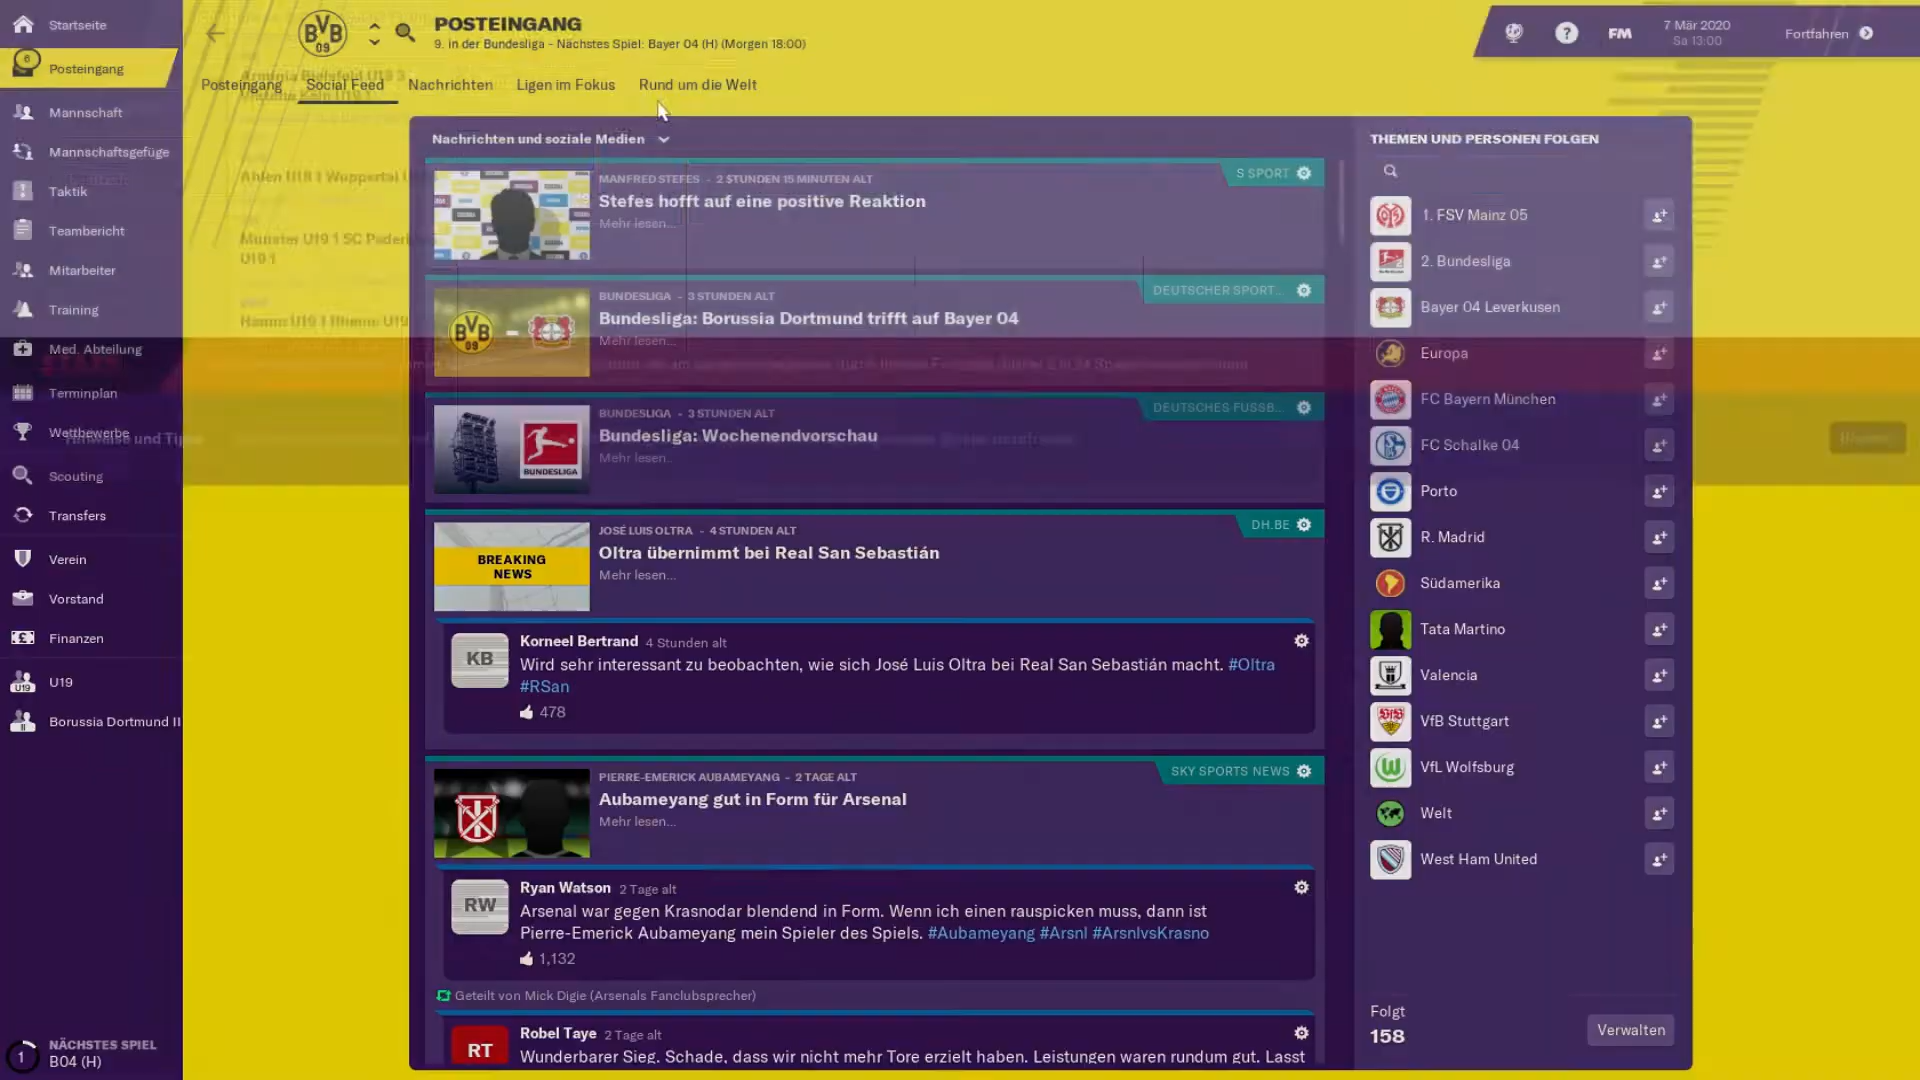 Startseite
Posteingang
Mannschaft
Mannschaftsgefüge
Taktik
Teambericht
Mitarbeiter
Training
Med. Abteilung
Terminplan
Wettbewerbe
Scouting
Transfers
Verein
Vorstand
Finanzen
U19
Borussia Dortmund II
NÄCHSTES SPIEL
1
B04 (H)
BVB
09
POSTEINGANG
9. in der Bundesliga - Nächstes Spiel: Bayer 04 (H) (Morgen 18:00)
Posteingang Social Feed Nachrichten Ligen im Fokus Rund um die Welt
? FM
7 Mär 2020
Sa 13:00
Fortfahren
Nachrichten und soziale Medien
MANFRED STEFES - 2 STUNDEN 15 MINUTEN ALT
S SPORT
Stefes hofft auf eine positive Reaktion
Mehr lesen...
BUNDESLIGA - 3 STUNDEN ALT
DEUTSCHER SPORT...
Bundesliga: Borussia Dortmund trifft auf Bayer 04
Mehr lesen...
BUNDESLIGA - 3 STUNDEN ALT
DEUTSCHES FUSSB...
Bundesliga: Wochenendvorschau
Mehr lesen..
BUNDESLIGA
JOSÉ LUIS OLTRA - 4 STUNDEN ALT
DH.BE
Oltra übernimmt bei Real San Sebastián
Mehr lesen...
BREAKING
NEWS
KB
Korneel Bertrand 4 Stunden alt
Wird sehr interessant zu beobachten, wie sich José Luis Oltra bei Real San Sebastián macht. #Oltra
#RSan
478
PIERRE-EMERICK AUBAMEYANG - 2 TAGE ALT
SKY SPORTS NEWS
Aubameyang gut in Form für Arsenal
Mehr lesen...
RW
Ryan Watson 2 Tage alt
Arsenal war gegen Krasnodar blendend in Form. Wenn ich einen rauspicken muss, dann ist
Pierre-Emerick Aubameyang mein Spieler des Spiels. #Aubameyang #Arsnl #ArsnlvsKrasno
1,132
Geteilt von Mick Digie (Arsenals Fanclubsprecher)
RT
Robel Taye 2 Tage alt
Wunderbarer Sieg. Schade, dass wir nicht mehr Tore erzielt haben. Leistungen waren rundum gut. Lasst
THEMEN UND PERSONEN FOLGEN
1. FSV Mainz 05
2. Bundesliga
Bayer 04 Leverkusen
Europa
FC Bayern München
FC Schalke 04
Porto
R. Madrid
Südamerika
Tata Martino
Valencia
VfB Stuttgart
VfL Wolfsburg
Welt
West Ham United
Folgt
158
Verwalten